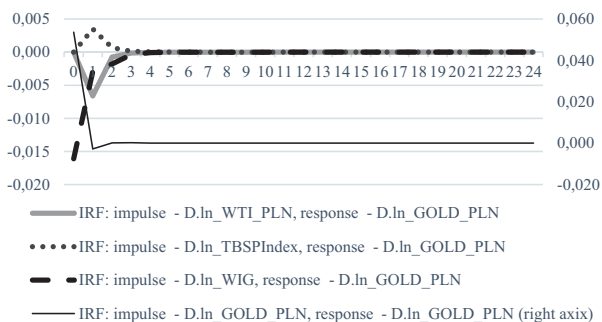 0,005 0,060
0,000 0,040
0 1 2 3 4 5 6 7 8 9 10 11 12 13 14 15 16 17 18 19 20 21 22 23 24
-0,005
0,020
-0,010
-0,015 0,000
-0,020 -0,020
IRF: impulse - D.ln_WTI_PLN, response - D.ln_GOLD_PLN
IRF: impulse - D.ln_TBSPIndex, response - D.ln_GOLD_PLN
IRF: impulse - D.ln_WIG, response - D.ln_GOLD_PLN
IRF: impulse - D.ln_GOLD_PLN, response - D.ln_GOLD_PLN (right axis)